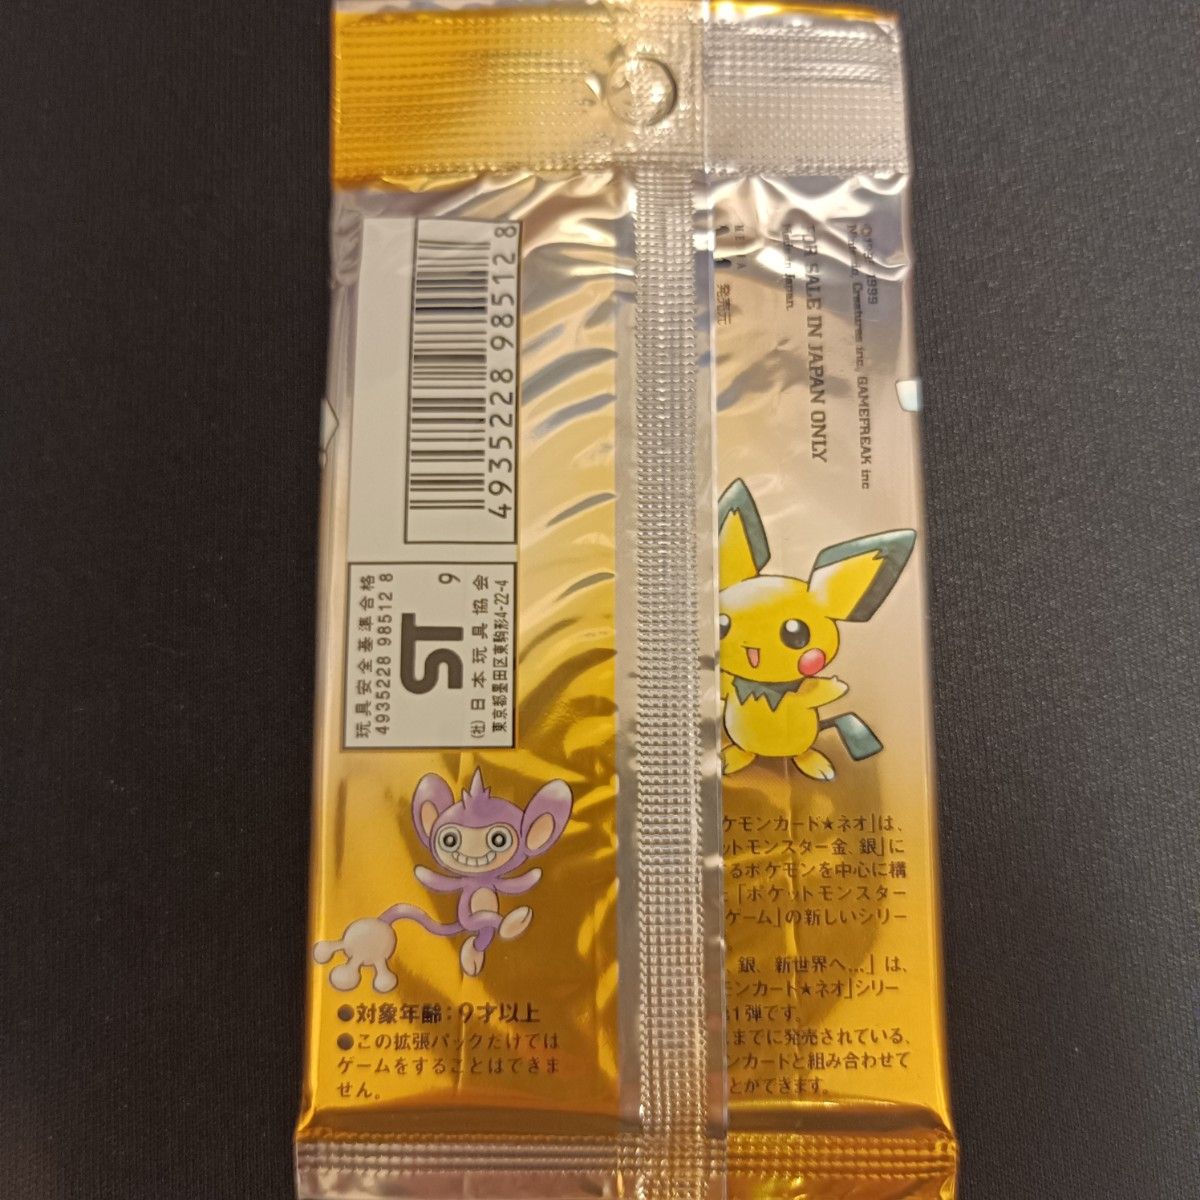 4935228 985128
玩具安全基準合格
4935228 98512 8
ST
9
(社)日本玩具協会
東京都墨田区東駒形4-22-4
●対象年齢:9才以上
●この拡張パックだけでは
ゲームをすることはできま
せん。
1999
Creatures inc, GAMEFREAK inc
SALE IN JAPAN ONLY
Japan.
発売元
ケモンカード★ネオ」は、
ットモンスター金、銀」に
るポケモンを中心に構
「ポケットモンスター
ゲーム」の新しいシリー
、銀、新世界へ...」は、
モンカード★ネオ」シリー
1弾です。
までに発売されている、
ンカードと組み合わせて
とができます。